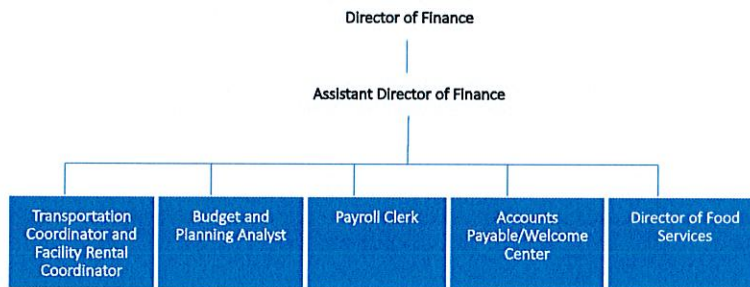 Director of Finance
Assistant Director of Finance
Transportation
Coordinator and
Facility Rental
Coordinator
Budget and
Planning Analyst
Payroll Clerk
Accounts
Payable/Welcome
Center
Director of Food
Services